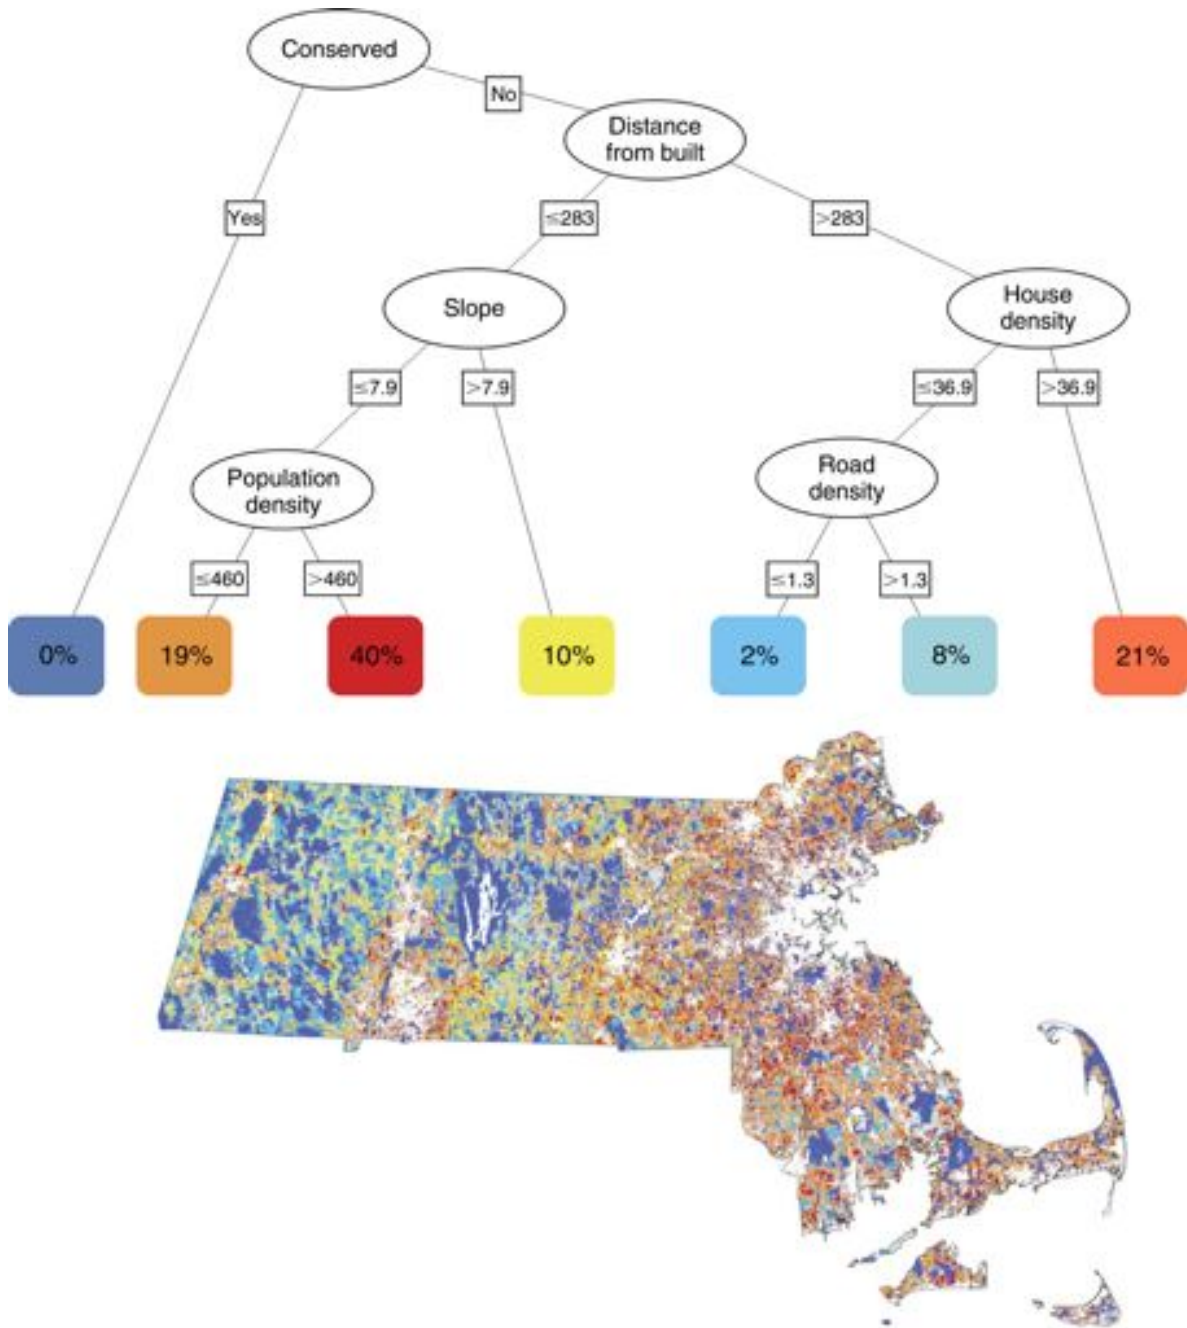 Conserved
No
Distance
from built
Yes
≤283
>283
Slope
House
density
≤7.9
>7.9
≤36.9
>36.9
Population
density
Road
density
≤460
>460
≤1.3
>1.3
0%
19%
40%
10%
2%
8%
21%